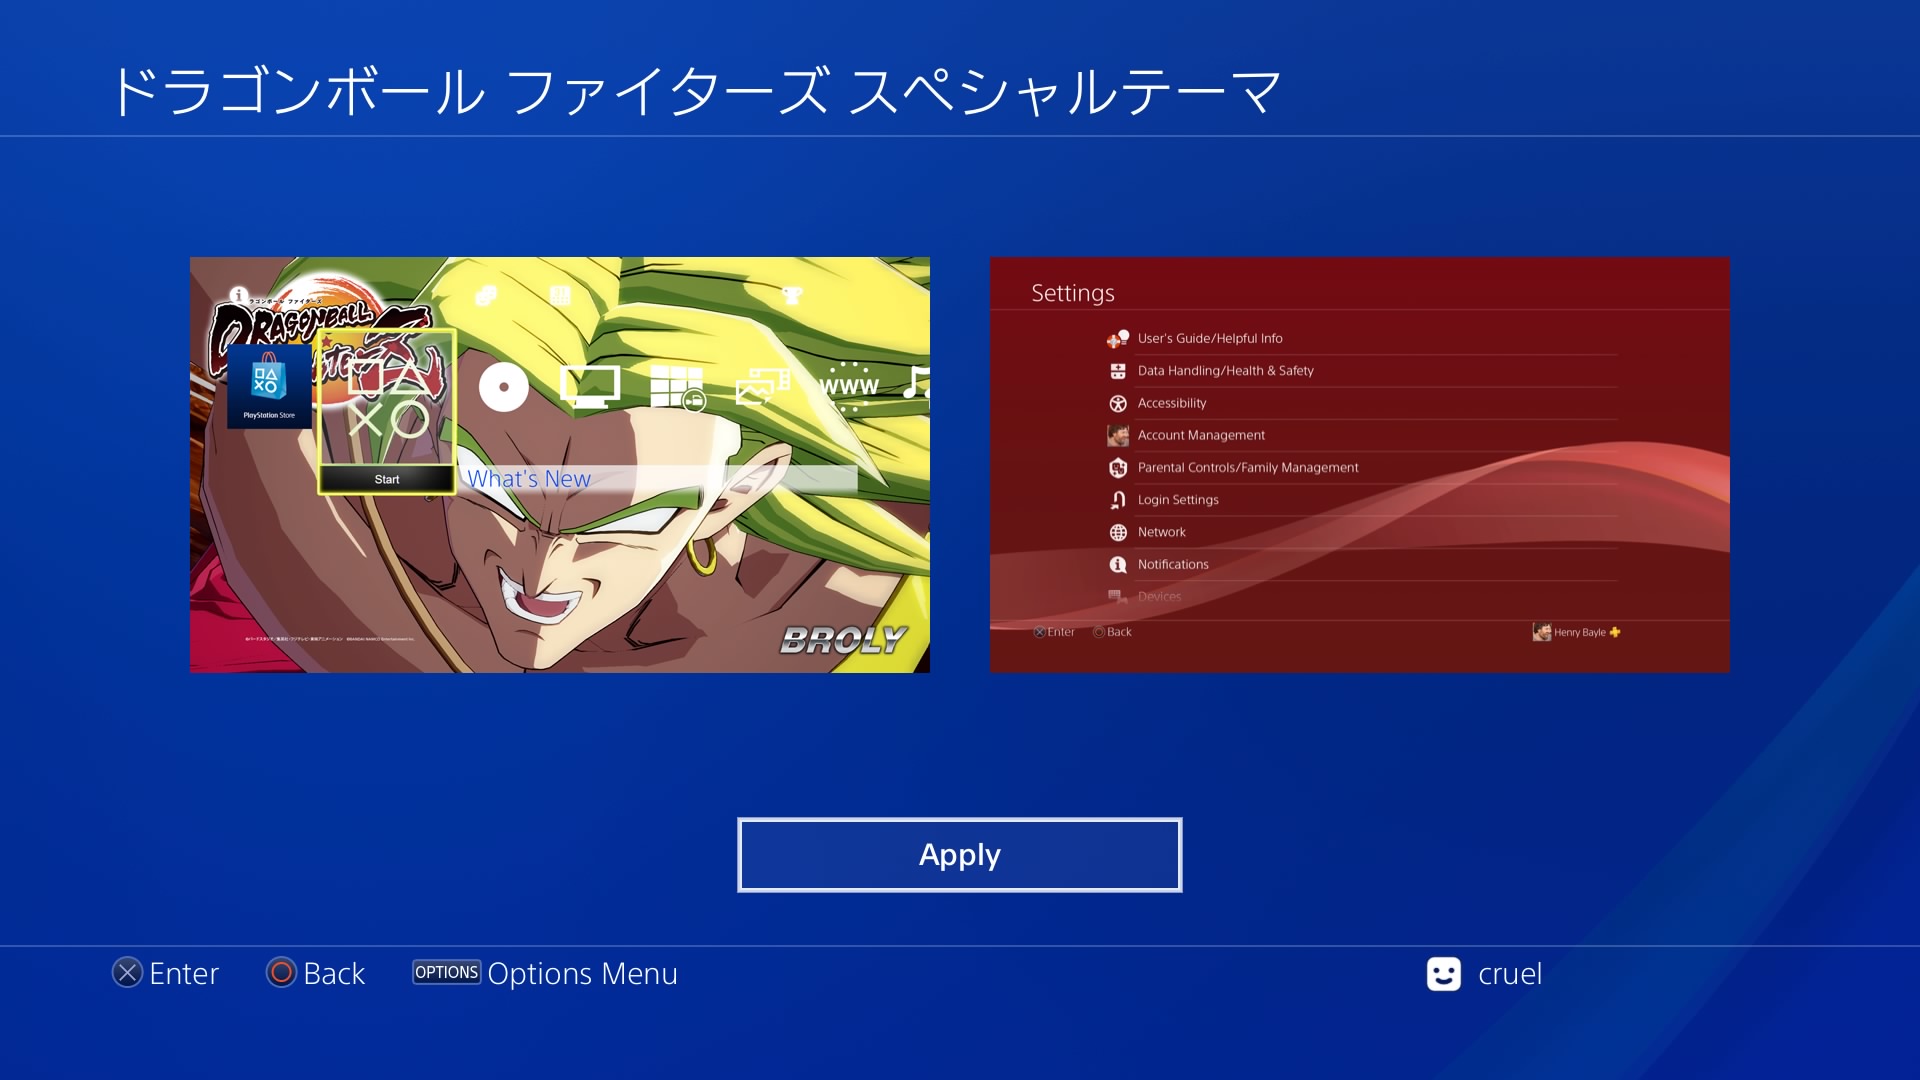 ドラゴンボール ファイターズ スペシャルテーマ
ドラゴンボール ファイターズ
DRAGONBALL
PlayStation Store
Start
What's New
WWW
BROLY
Settings
User's Guide/Helpful Info
Data Handling/Health & Safety
Accessibility
Account Management
Parental Controls/Family Management
Login Settings
Network
Notifications
Devices
Enter
Back
Henry Bayle
Apply
Enter
Back
OPTIONS Options Menu
cruel